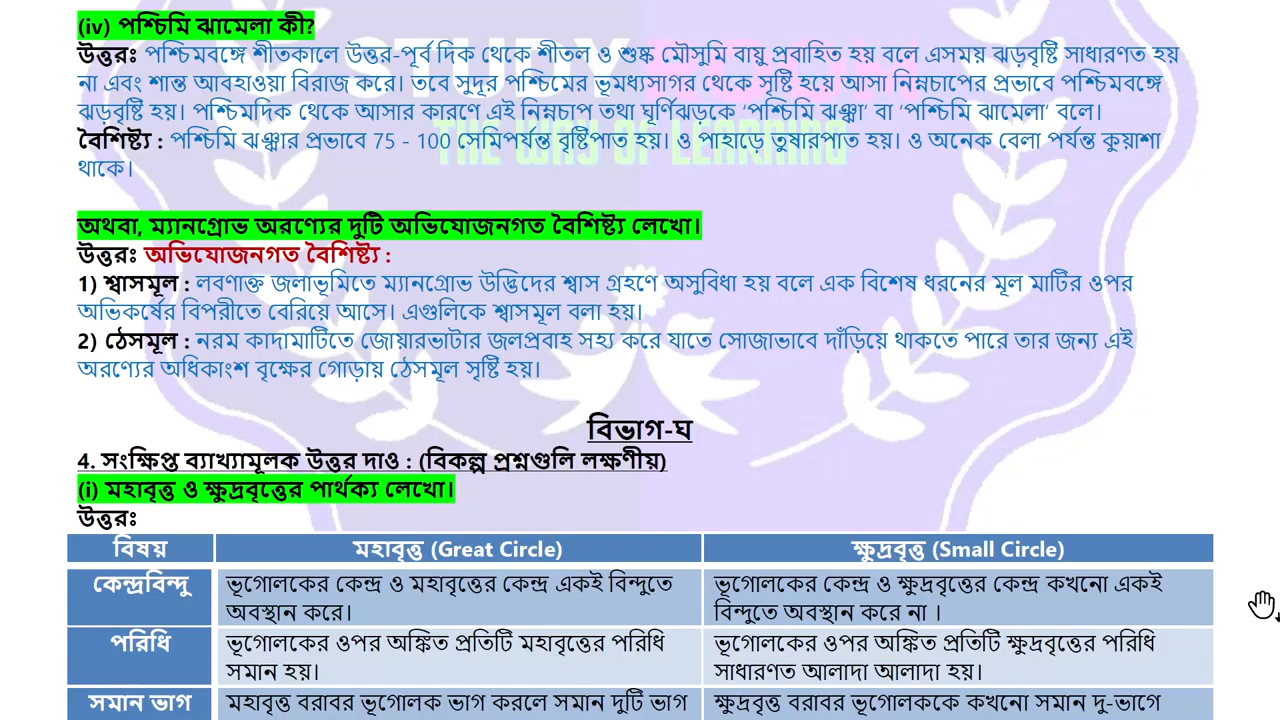 (iv) পশ্চিমি ঝামেলা কী?
উত্তরঃ পশ্চিমবঙ্গে শীতকালে উত্তর-পূর্ব দিক থেকে শীতল ও শুষ্ক মৌসুমি বায়ু প্রবাহিত হয় বলে এসময় ঝড়বৃষ্টি সাধারণত হয়
না এবং শান্ত আবহাওয়া বিরাজ করে। তবে সুদূর পশ্চিমের ভূমধ্যসাগর থেকে সৃষ্টি হয়ে আসা নিম্নচাপের প্রভাবে পশ্চিমবঙ্গে
ঝড়বৃষ্টি হয়। পশ্চিমদিক থেকে আসার কারণে এই নিম্নচাপ তথা ঘূর্ণিঝড়কে ‘পশ্চিমি ঝঞ্ঝা’ বা ‘পশ্চিমি ঝামেলা’ বলে।
বৈশিষ্ট্য : পশ্চিমি ঝঞ্ঝার প্রভাবে 75 - 100 সেমিপর্যন্ত বৃষ্টিপাত হয়। ও পাহাড়ে তুষারপাত হয়। ও অনেক বেলা পর্যন্ত কুয়াশা
থাকে।
THE WAY OF LEARNING
অথবা, ম্যানগ্রোভ অরণ্যের দুটি অভিযোজনগত বৈশিষ্ট্য লেখো।
উত্তরঃ অভিযোজনগত বৈশিষ্ট্য :
1) শ্বাসমূল : লবণাক্ত জলাভূমিতে ম্যানগ্রোভ উদ্ভিদের শ্বাস গ্রহণে অসুবিধা হয় বলে এক বিশেষ ধরনের মূল মাটির ওপর
অভিকর্ষের বিপরীতে বেরিয়ে আসে। এগুলিকে শ্বাসমূল বলা হয়।
2) ঠেসমূল : নরম কাদামাটিতে জোয়ারভাটার জলপ্রবাহ সহ্য করে যাতে সোজাভাবে দাঁড়িয়ে থাকতে পারে তার জন্য এই
অরণ্যের অধিকাংশ বৃক্ষের গোড়ায় ঠেসমূল সৃষ্টি হয়।
বিভাগ-ঘ
4. সংক্ষিপ্ত ব্যাখ্যামূলক উত্তর দাও : (বিকল্প প্রশ্নগুলি লক্ষণীয়)
(i) মহাবৃত্ত ও ক্ষুদ্রবৃত্তের পার্থক্য লেখো।
উত্তরঃ
বিষয় মহাবৃত্ত (Great Circle) ক্ষুদ্রবৃত্ত (Small Circle)
কেন্দ্রবিন্দু ভূগোলকের কেন্দ্র ও মহাবৃত্তের কেন্দ্র একই বিন্দুতে ভূগোলকের কেন্দ্র ও ক্ষুদ্রবৃত্তের কেন্দ্র কখনো একই
অবস্থান করে। বিন্দুতে অবস্থান করে না ।
পরিধি ভূগোলকের ওপর অঙ্কিত প্রতিটি মহাবৃত্তের পরিধি ভূগোলকের ওপর অঙ্কিত প্রতিটি ক্ষুদ্রবৃত্তের পরিধি
সমান হয়। সাধারণত আলাদা আলাদা হয়।
সমান ভাগ মহাবৃত্ত বরাবর ভূগোলক ভাগ করলে সমান দুটি ভাগ ক্ষুদ্রবৃত্ত বরাবর ভূগোলককে কখনো সমান দু-ভাগে